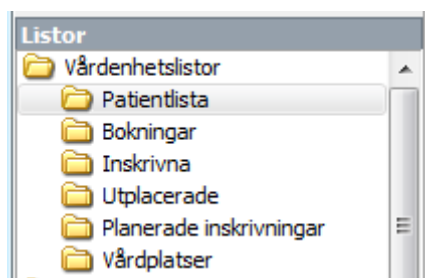 Listor
Vårdenhetslistor
Patientlista
Bokningar
Inskrivna
Utplacerade
Planerade inskrivningar
Vårdplatser